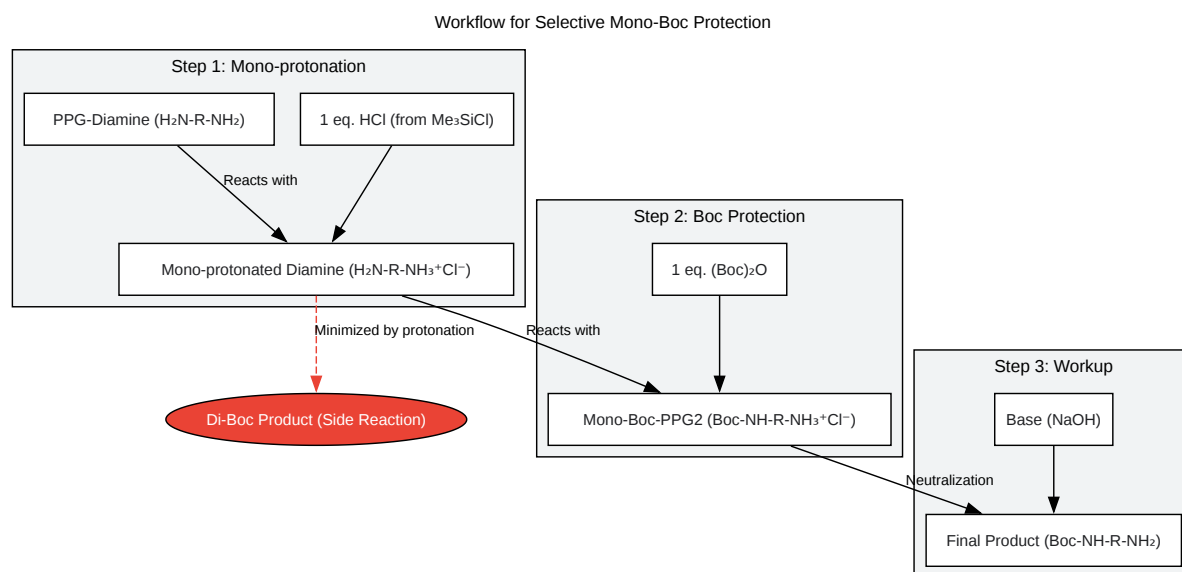 Workflow for Selective Mono-Boc Protection
Step 1: Mono-protonation
PPG-Diamine (H₂N-R-NH₂)
1 eq. HCl (from Me₃SiCl)
Reacts with
Mono-protonated Diamine (H₂N-R-NH₃⁺Cl⁻)
Step 2: Boc Protection
1 eq. (Boc)₂O
Minimized by protonation
Reacts with
Di-Boc Product (Side Reaction)
Mono-Boc-PPG2 (Boc-NH-R-NH₃⁺Cl⁻)
Step 3: Workup
Base (NaOH)
Neutralization
Final Product (Boc-NH-R-NH₂)